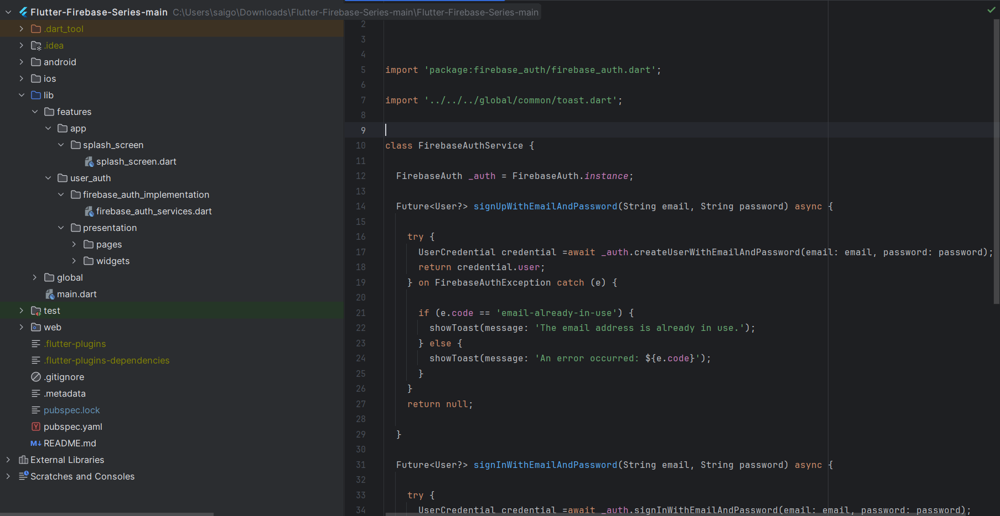 Flutter-Firebase-Series-main C:\Users\saigo\Downloads\Flutter-Firebase-Series-main\Flutter-Firebase-Series-main
.dart_tool
.idea
android
ios
lib
features
app
splash_screen
splash_screen.dart
user_auth
firebase_auth_implementation
firebase_auth_services.dart
presentation
pages
widgets
global
main.dart
test
web
.flutter-plugins
.flutter-plugins-dependencies
.gitignore
.metadata
pubspec.lock
Y pubspec.yaml
M↓ README.md
External Libraries
Scratches and Consoles
2
3
4
5 import 'package:firebase_auth/firebase_auth.dart';
6
7 import '../../../global/common/toast.dart';
8
9
10 class FirebaseAuthService {
11
12 FirebaseAuth _auth = FirebaseAuth.instance;
13
14 Future<User?> signUpWithEmailAndPassword(String email, String password) async {
15
16 try {
17 UserCredential credential =await _auth.createUserWithEmailAndPassword(email: email, password: password);
18 return credential.user;
19 } on FirebaseAuthException catch (e) {
20
21 if (e.code == 'email-already-in-use') {
22 showToast(message: 'The email address is already in use.');
23 } else {
24 showToast(message: 'An error occurred: ${e.code}');
25 }
26 }
27 return null;
28
29 }
30
31 Future<User?> signInWithEmailAndPassword(String email, String password) async {
32
33 try {
34 UserCredential credential =await _auth.signInWithEmailAndPassword(email: email, password: password);